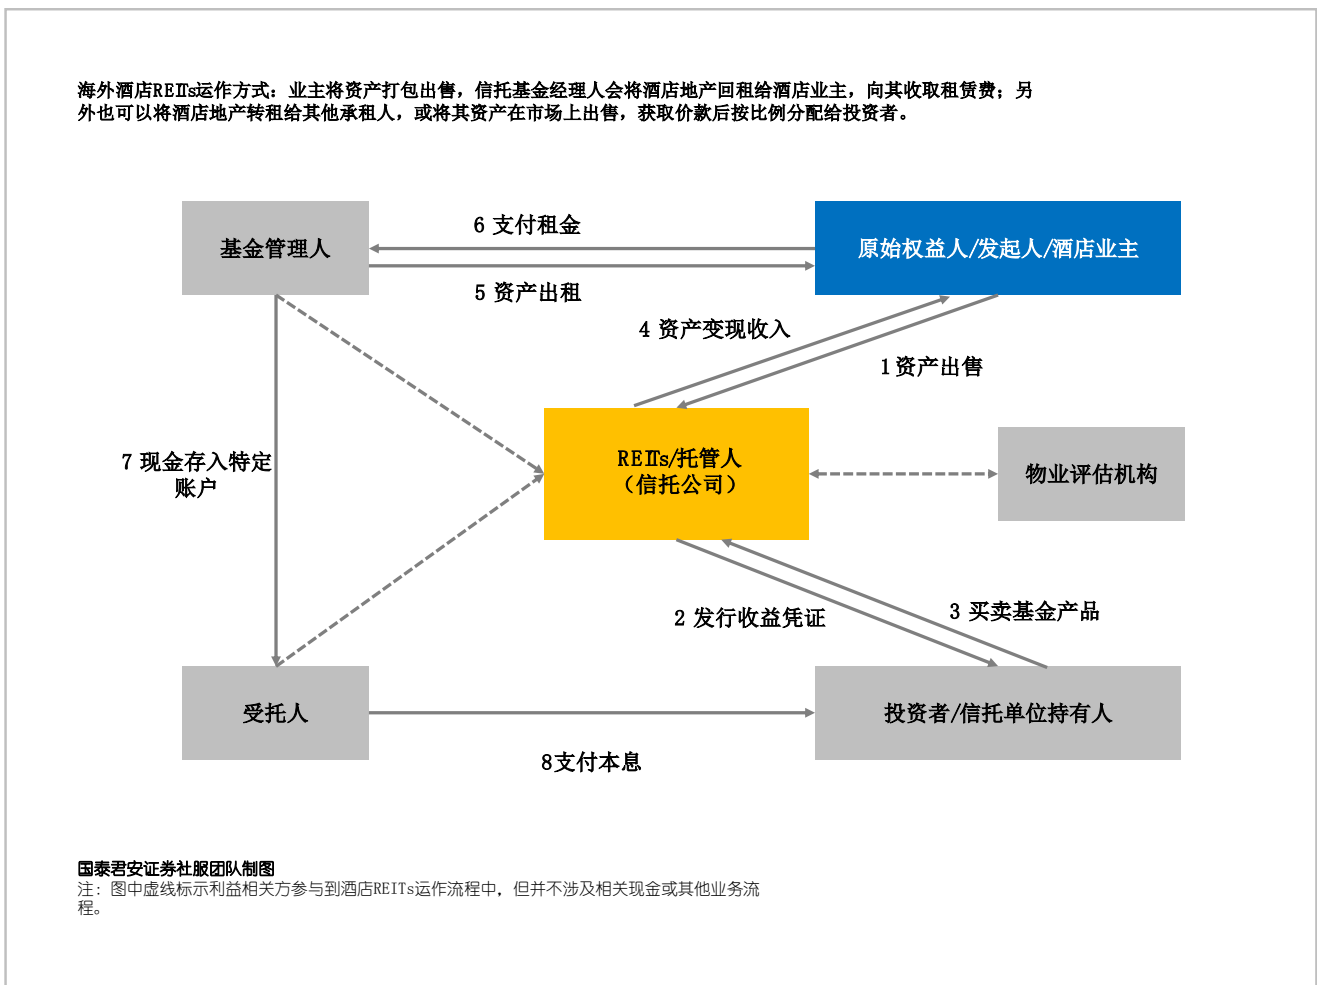 海外酒店REITs运作方式：业主将资产打包出售，信托基金经理人会将酒店地产回租给酒店业主，向其收取租赁费；另
外也可以将酒店地产转租给其他承租人，或将其资产在市场上出售，获取价款后按比例分配给投资者。
6 支付租金
基金管理人
原始权益人/发起人/酒店业主
5 资产出租
4 资产变现收入
1 资产出售
7 现金存入特定
账户
REITs/托管人
（信托公司）
物业评估机构
2 发行收益凭证
3 买卖基金产品
受托人
投资者/信托单位持有人
8支付本息
国泰君安证券社服团队制图
注：图中虚线标示利益相关方参与到酒店REITs运作流程中，但并不涉及相关现金或其他业务流
程。